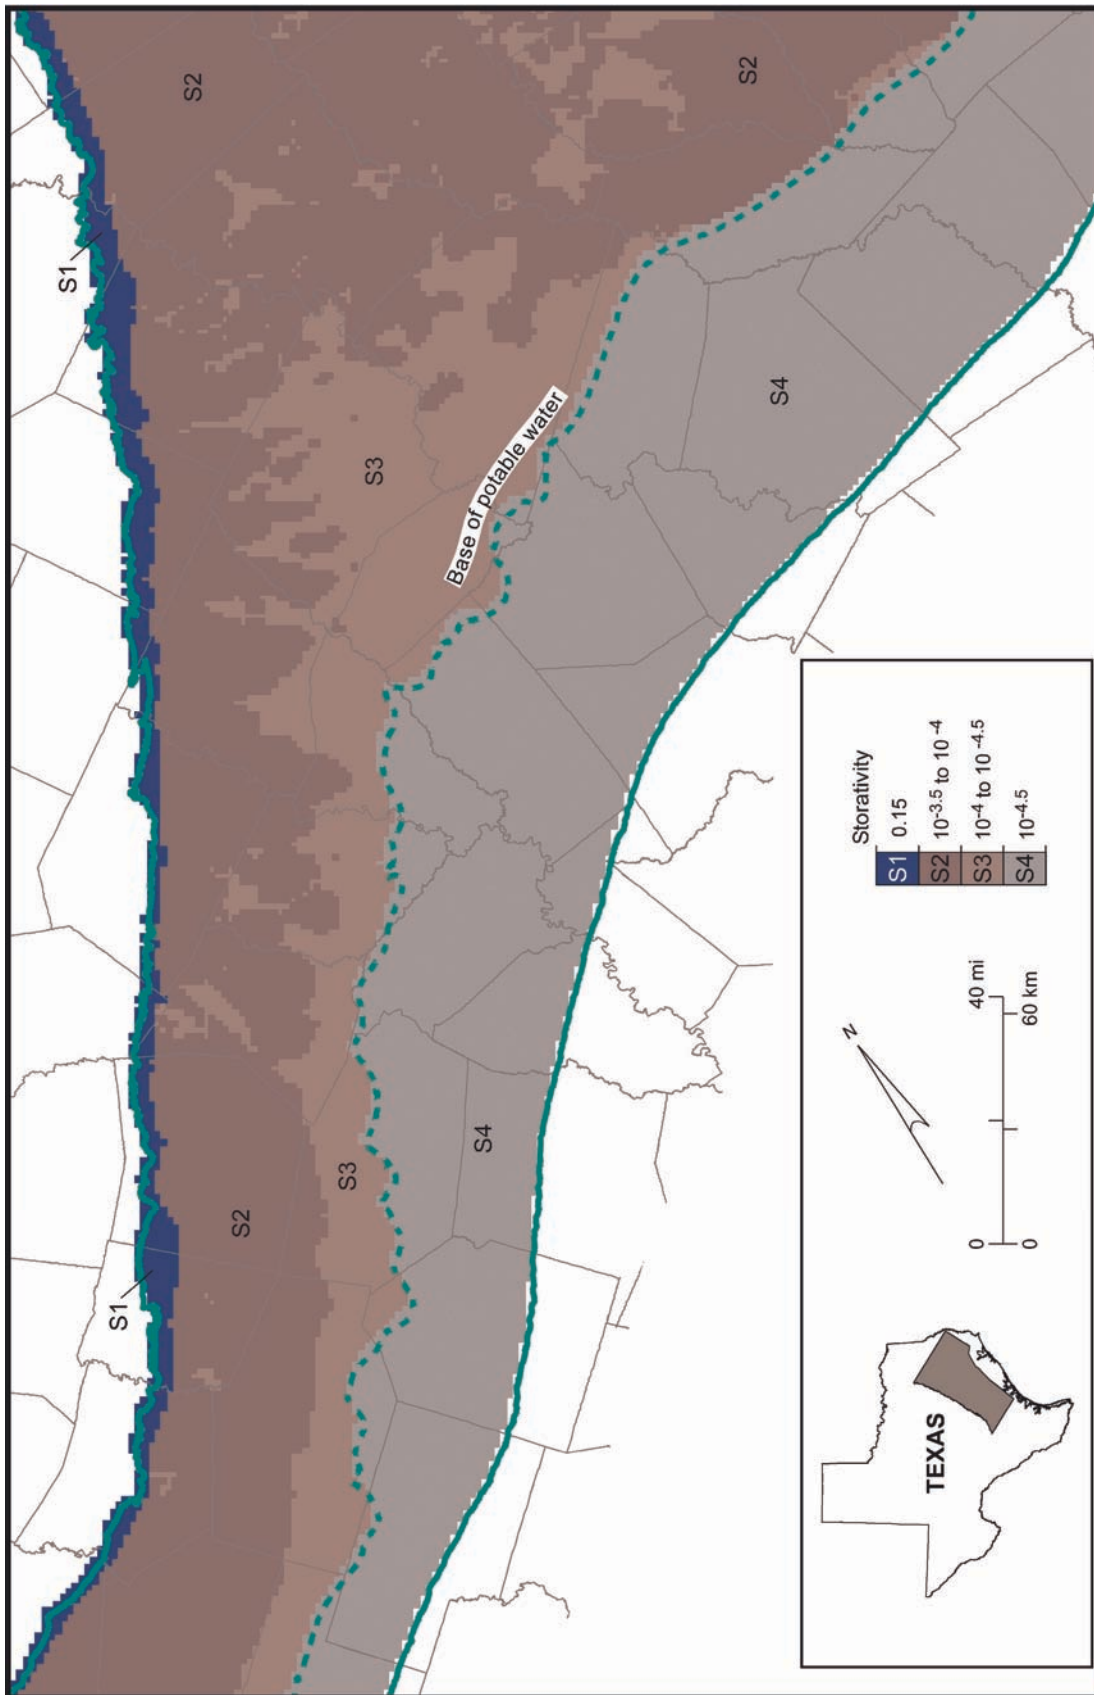 S1
S2
S2
S3
Base of potable water
S4
S1
S2
S3
S4
TEXAS
N
40 mi
0
60 km
0
Storativity
S1 0.15
S2 10-3.5 to 10-4
S3 10-4 to 10-4.5
S4 10-4.5